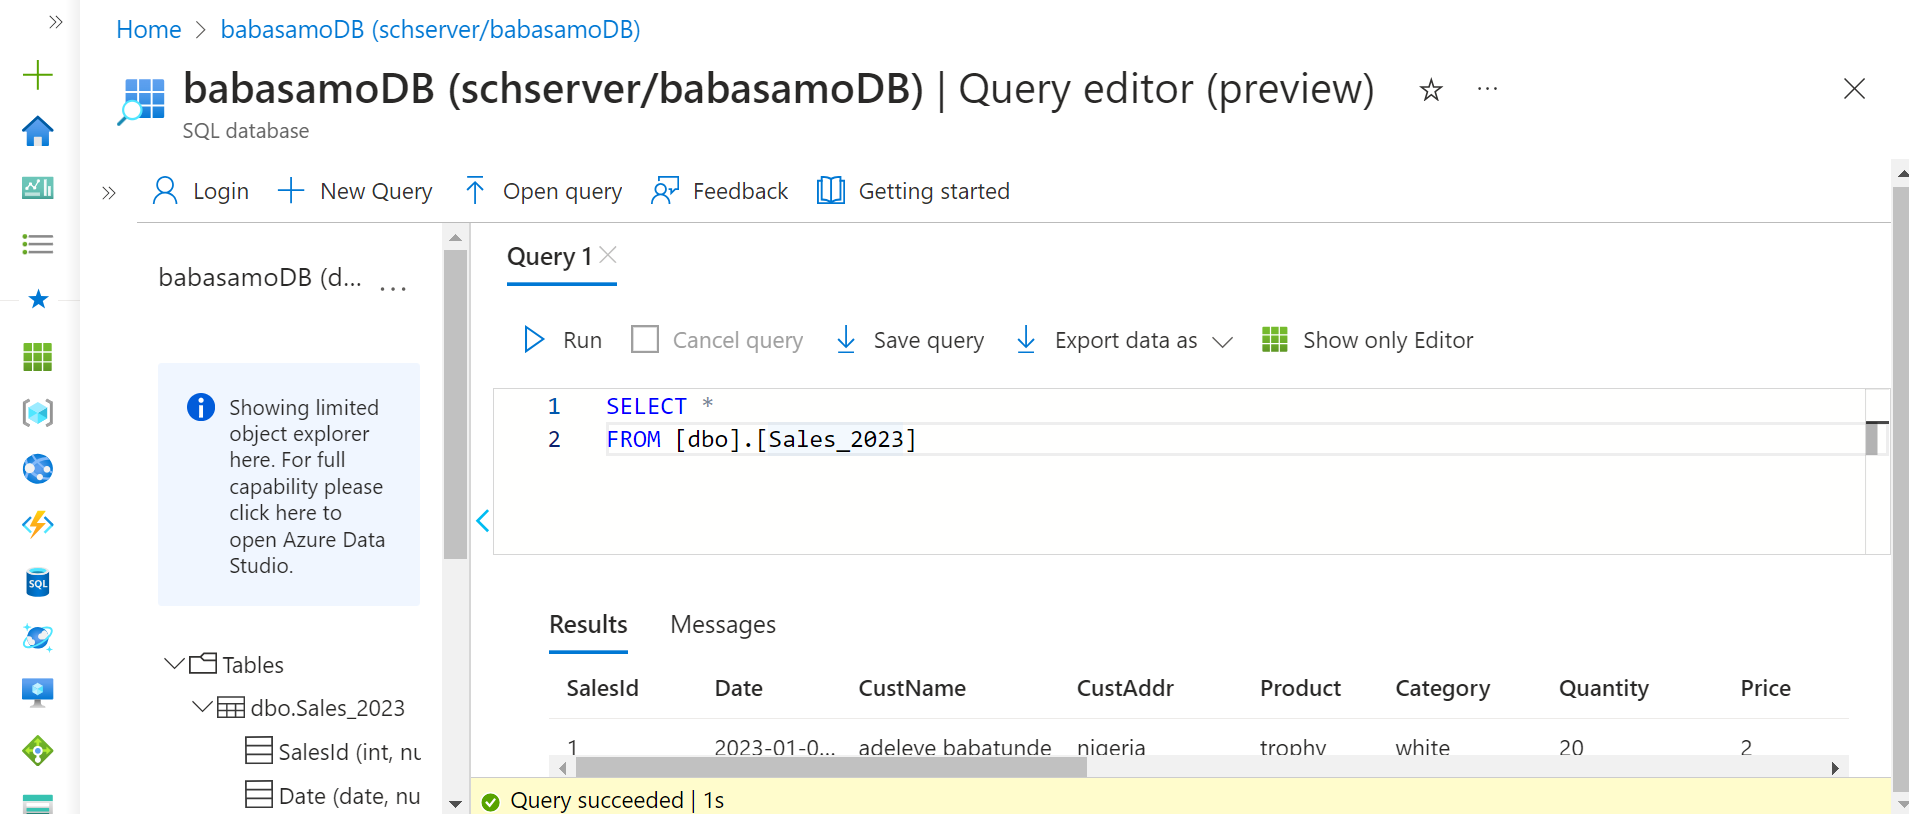 Home > babasamoDB (schserver/babasamoDB)
babasamoDB (schserver/babasamoDB) | Query editor (preview)
SQL database
Login
New Query
Open query
Feedback
Getting started
babasamoDB (d... ...
Showing limited
object explorer
here. For full
capability please
click here to
open Azure Data
Studio.
Tables
dbo.Sales_2023
SalesId (int, nu
Date (date, nu
Query 1
Run
Cancel query
Save query
Export data as
Show only Editor
1 SELECT *
2 FROM [dbo].[Sales_2023]
Results Messages
SalesId Date CustName CustAddr Product Category Quantity Price
1 2023-01-0... adeleye babatunde nigeria trophy white 20 2
Query succeeded | 1s
SQL